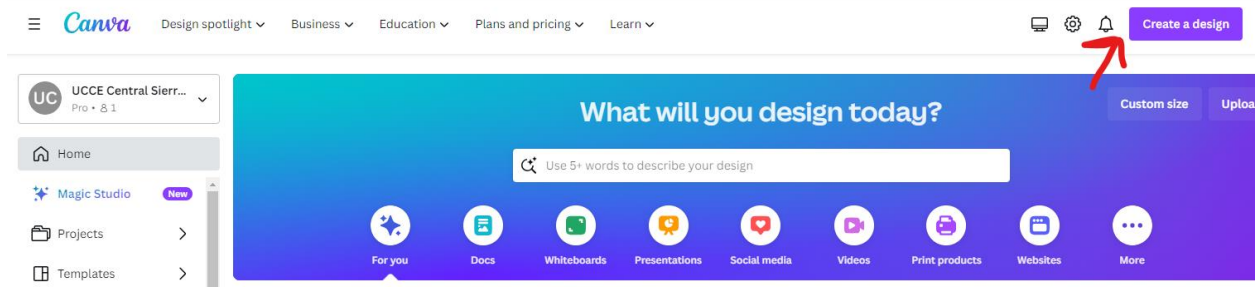 Canva Design spotlight Business Education Plans and pricing Learn Create a design
UC UCCE Central Sierr...
Pro • 1
What will you design today?
Custom size Uploa
Home
Use 5+ words to describe your design
Magic Studio New
Projects
Templates
For you Docs Whiteboards Presentations Social media Videos Print products Websites More